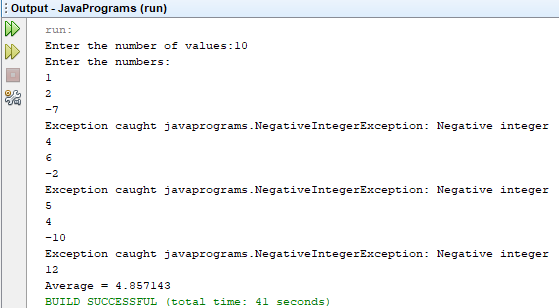 Output - JavaPrograms (run)
run:
Enter the number of values:10
Enter the numbers:
1
2
-7
Exception caught javaprograms.NegativeIntegerException: Negative integer
4
6
-2
Exception caught javaprograms.NegativeIntegerException: Negative integer
5
4
-10
Exception caught javaprograms.NegativeIntegerException: Negative integer
12
Average = 4.857143
BUILD SUCCESSFUL (total time: 41 seconds)